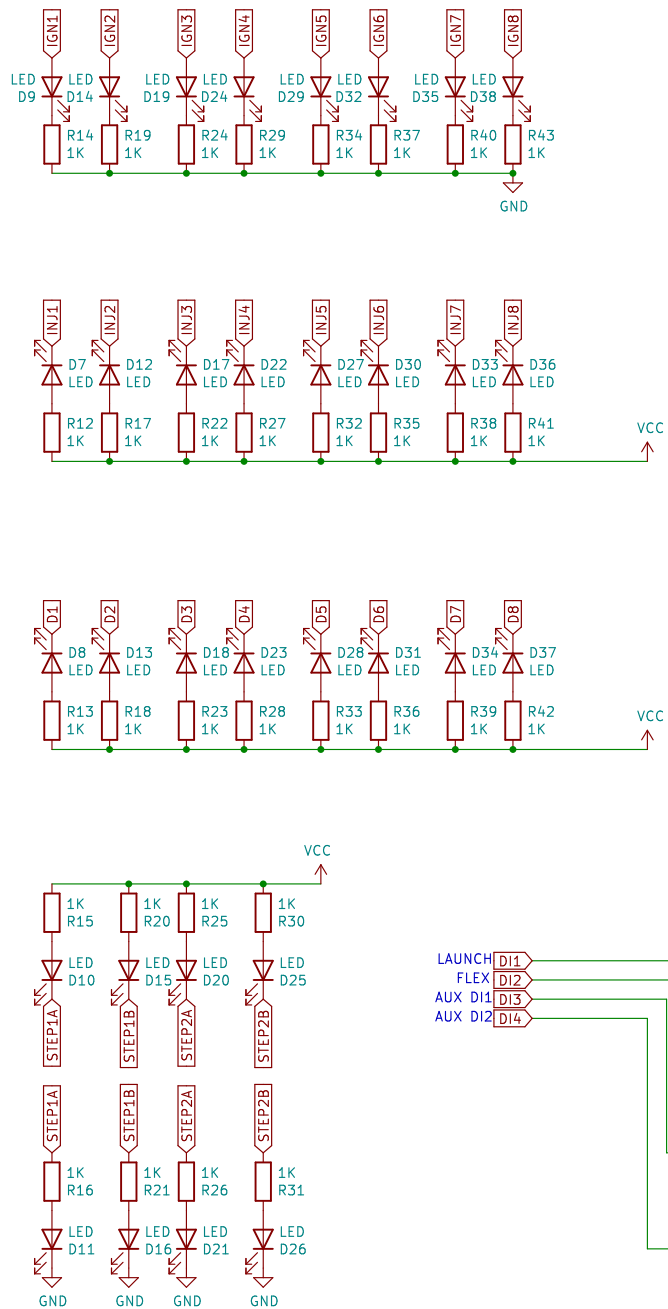 IGN1 IGN2 IGN3 IGN4 IGN5 IGN6 IGN7 IGN8
LED LED LED LED LED LED LED LED
D9 D14 D19 D24 D29 D32 D35 D38
R14 R19 R24 R29 R34 R37 R40 R43
1K 1K 1K 1K 1K 1K 1K 1K
GND
INJ1 INJ2 INJ3 INJ4 INJ5 INJ6 INJ7 INJ8
D7 D12 D17 D22 D27 D30 D33 D36
LED LED LED LED LED LED LED LED
R12 R17 R22 R27 R32 R35 R38 R41
1K 1K 1K 1K 1K 1K 1K 1K
VCC
D1 D2 D3 D4 D5 D6 D7 D8
D8 D13 D18 D23 D28 D31 D34 D37
LED LED LED LED LED LED LED LED
R13 R18 R23 R28 R33 R36 R39 R42
1K 1K 1K 1K 1K 1K 1K 1K
VCC
VCC
1K 1K 1K 1K
R15 R20 R25 R30
LED LED LED LED
D10 D15 D20 D25
STEP1A STEP1B STEP2A STEP2B
LAUNCH DI1
FLEX DI2
AUX DI1 DI3
AUX DI2 DI4
STEP1A STEP1B STEP2A STEP2B
1K 1K 1K 1K
R16 R21 R26 R31
LED LED LED LED
D11 D16 D21 D26
GND GND GND GND